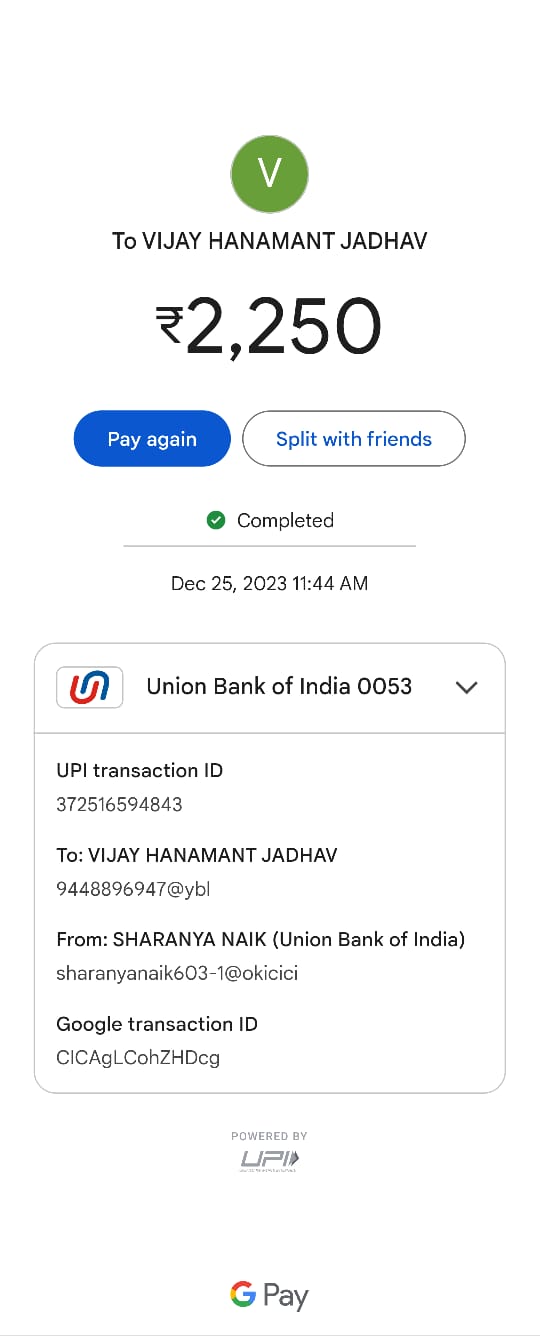 V
To VIJAY HANAMANT JADHAV
₹2,250
Pay again
Split with friends
Completed
Dec 25, 2023 11:44 AM
Union Bank of India 0053
UPI transaction ID
372516594843
To: VIJAY HANAMANT JADHAV
9448896947@ybl
From: SHARANYA NAIK (Union Bank of India)
sharanyanaik603-1@okicici
Google transaction ID
CICAgLCohZHDcg
POWERED BY
UPI
G Pay